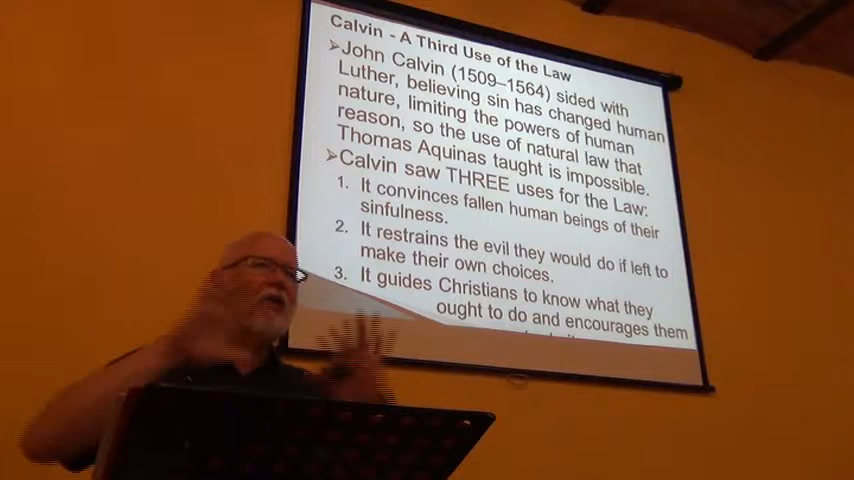 Calvin - A Third Use of the Law
➢John Calvin (1509–1564) sided with
Luther, believing sin has changed human
nature, limiting the powers of human
reason, so the use of natural law that
Thomas Aquinas taught is impossible.
➢Calvin saw THREE uses for the Law:
1. It convinces fallen human beings of their
sinfulness.
2. It restrains the evil they would do if left to
make their own choices.
3. It guides Christians to know what they
ought to do and encourages them